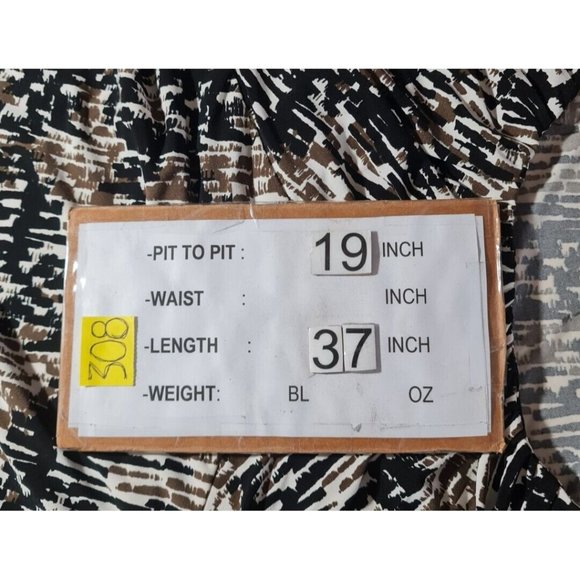 -PIT TO PIT : 19 INCH
-WAIST : INCH
308
-LENGTH : 37 INCH
-WEIGHT: BL OZ